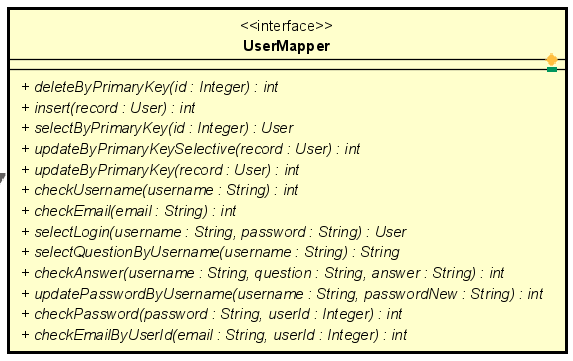 <<interface>>
UserMapper
+ deleteByPrimaryKey(id : Integer) : int
+ insert(record : User) : int
+ selectByPrimaryKey(id : Integer) : User
+ updateByPrimaryKeySelective(record : User) : int
+ updateByPrimaryKey(record : User) : int
+ checkUsername(username : String) : int
+ checkEmail(email : String) : int
+ selectLogin(username : String, password : String) : User
+ selectQuestionByUsername(username : String) : String
+ checkAnswer(username : String, question : String, answer : String) : int
+ updatePasswordByUsername(username : String, passwordNew : String) : int
+ checkPassword(password : String, userId : Integer) : int
+ checkEmailByUserId(email : String, userId : Integer) : int